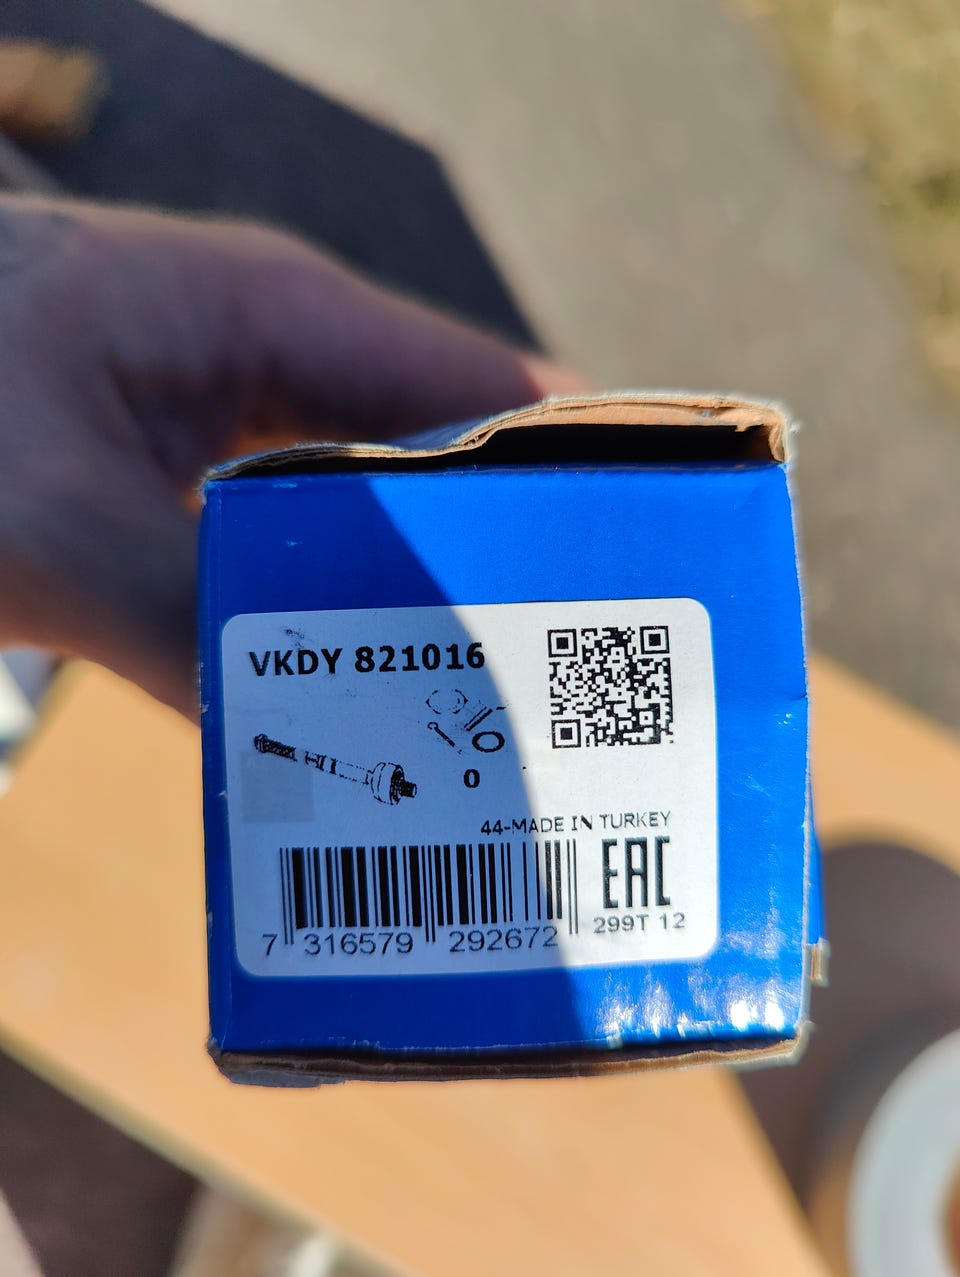 VKDY 821016
0
44-MADE IN TURKEY
EAC
299T 12
7 316579 292672